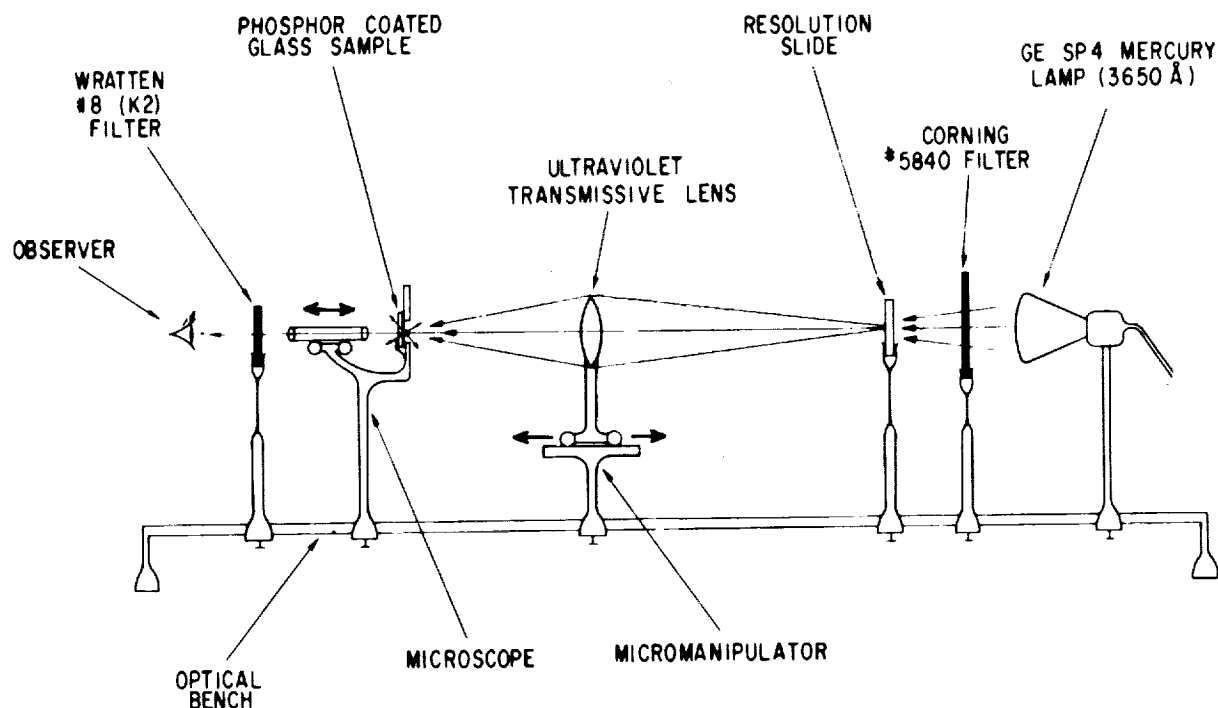 PHOSPHOR COATED
GLASS SAMPLE
RESOLUTION
SLIDE
GE SP4 MERCURY
LAMP (3650 Å)
WRATTEN
#8 (K2)
FILTER
CORNING
#5840 FILTER
ULTRAVIOLET
TRANSMISSIVE LENS
OBSERVER
MICROSCOPE
MICROMANIPULATOR
OPTICAL
BENCH